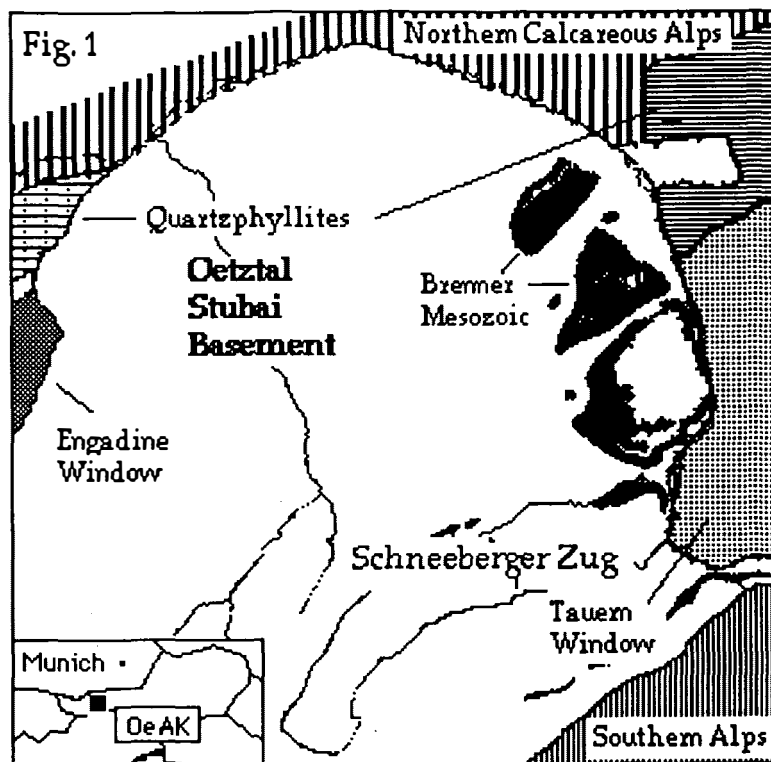 Fig. 1
Northern Calcareous Alps
Quartzphyllites
Oetztal
Stubai
Basement
Brenner
Mesozoic
Engadine
Window
Schneeberger Zug
Tauern
Window
Munich
OeAK
Southern Alps